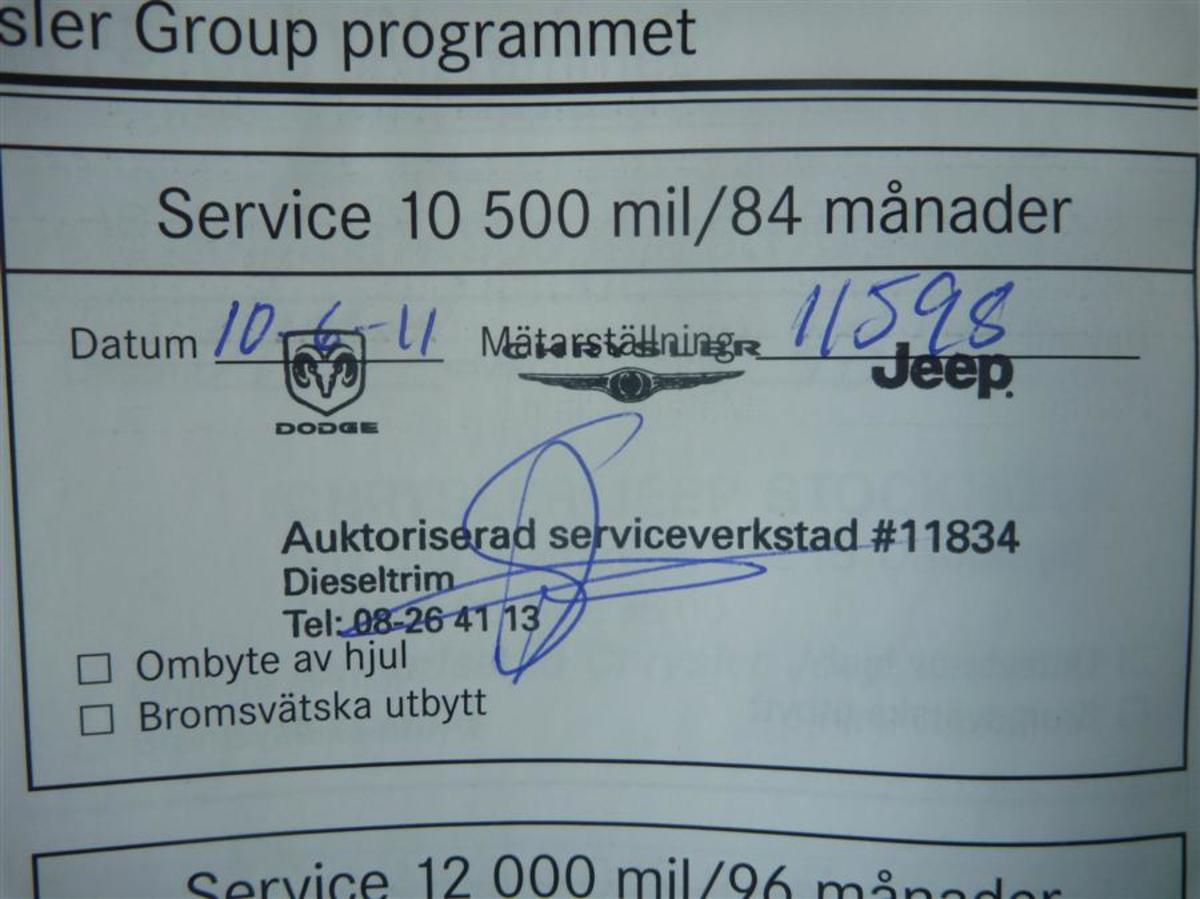 sler Group programmet
Service 10 500 mil/84 månader
Datum 10-6-11 Mätarställning 11598
CHRYSLER
Jeep
DODGE
Auktoriserad serviceverkstad #11834
Dieseltrim
Tel: 08-26 41 13
Ombyte av hjul
Bromsvätska utbytt
Service 12 000 mil/96 månader